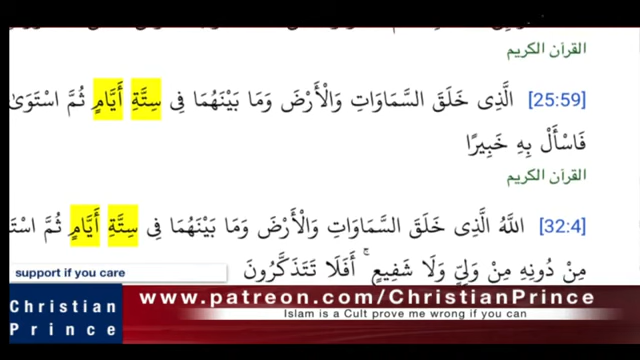 القرآن الكريم
[25:59] الَّذِى خَلَقَ السَّمَاوَاتِ وَالْأَرْضَ وَمَا بَيْنَهُمَا فِى سِتَّةِ أَيَّامٍ ثُمَّ اسْتَوَىٰ
فَاسْأَلْ بِهِ خَبِيرًا
القرآن الكريم
[32:4] اللَّهُ الَّذِى خَلَقَ السَّمَاوَاتِ وَالْأَرْضَ وَمَا بَيْنَهُمَا فِى سِتَّةِ أَيَّامٍ ثُمَّ
مِنْ دُونِهِ مِنْ وَلِيٍّ وَلَا شَفِيعٍ ۚ أَفَلَا تَتَذَكَّرُونَ
support if you care
Christian
Prince
www.patreon.com/ChristianPrince
Islam is a Cult prove me wrong if you can